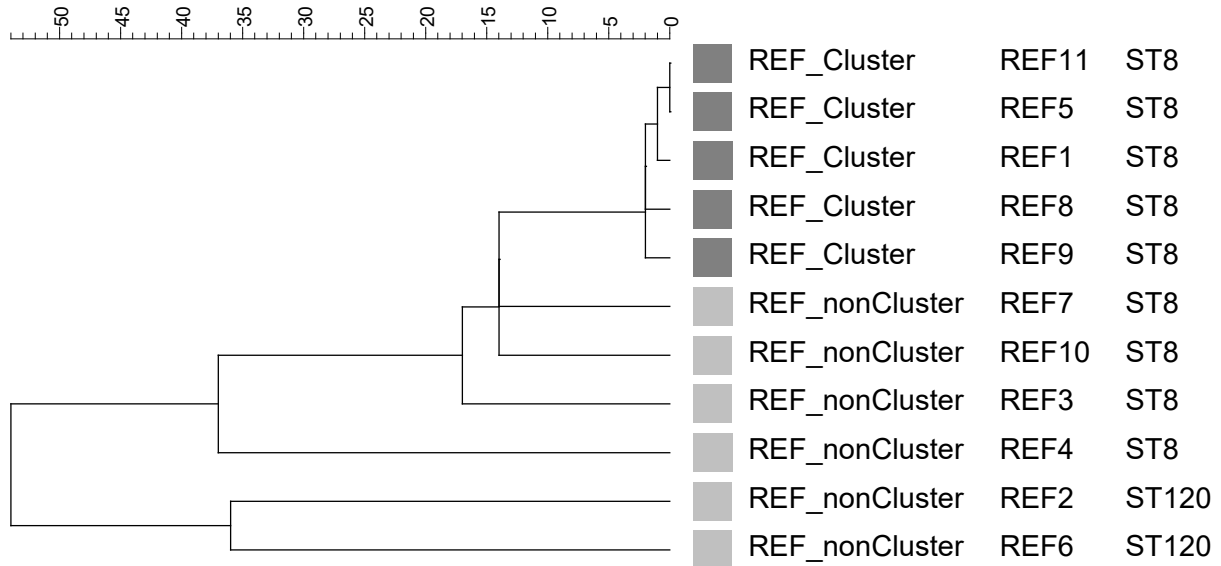 50 45 40 35 30 25 20 15 10 5 0
REF_Cluster REF11 ST8
REF_Cluster REF5 ST8
REF_Cluster REF1 ST8
REF_Cluster REF8 ST8
REF_Cluster REF9 ST8
REF_nonCluster REF7 ST8
REF_nonCluster REF10 ST8
REF_nonCluster REF3 ST8
REF_nonCluster REF4 ST8
REF_nonCluster REF2 ST120
REF_nonCluster REF6 ST120